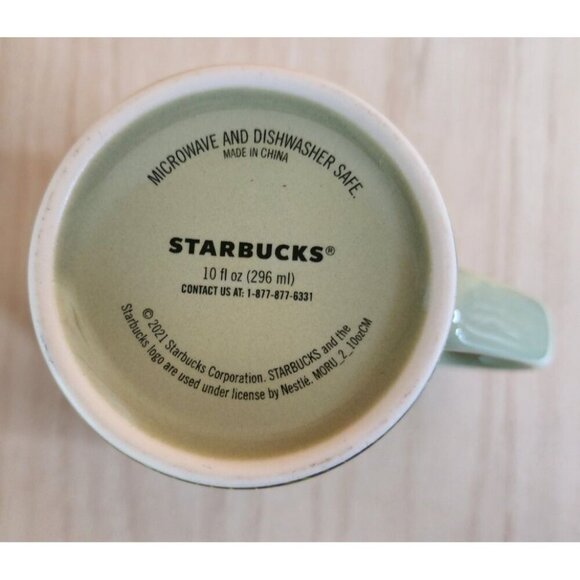 MICROWAVE AND DISHWASHER SAFE.
MADE IN CHINA
STARBUCKS®
10 fl oz (296 ml)
CONTACT US AT: 1-877-877-6331
© 2021 Starbucks Corporation. STARBUCKS and the
Starbucks logo are used under license by Nestlé. MORU_2_10ozCM